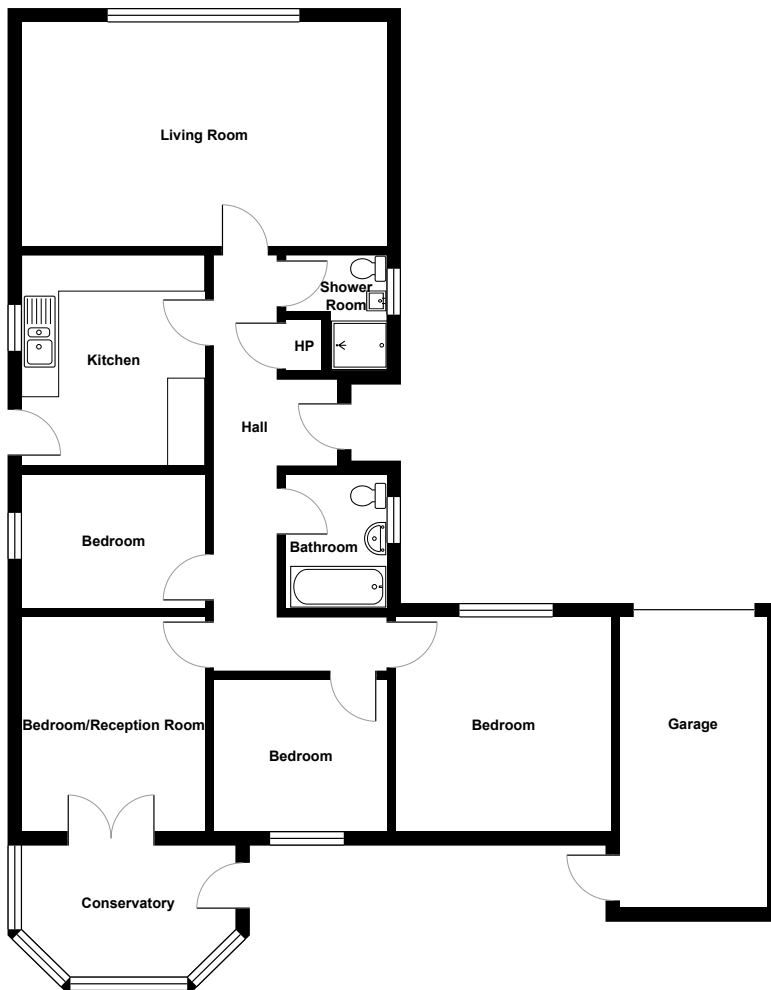 Living Room
Shower
Room
HP
Kitchen
Hall
Bedroom
Bathroom
Bedroom/Reception Room
Bedroom
Bedroom
Garage
Conservatory